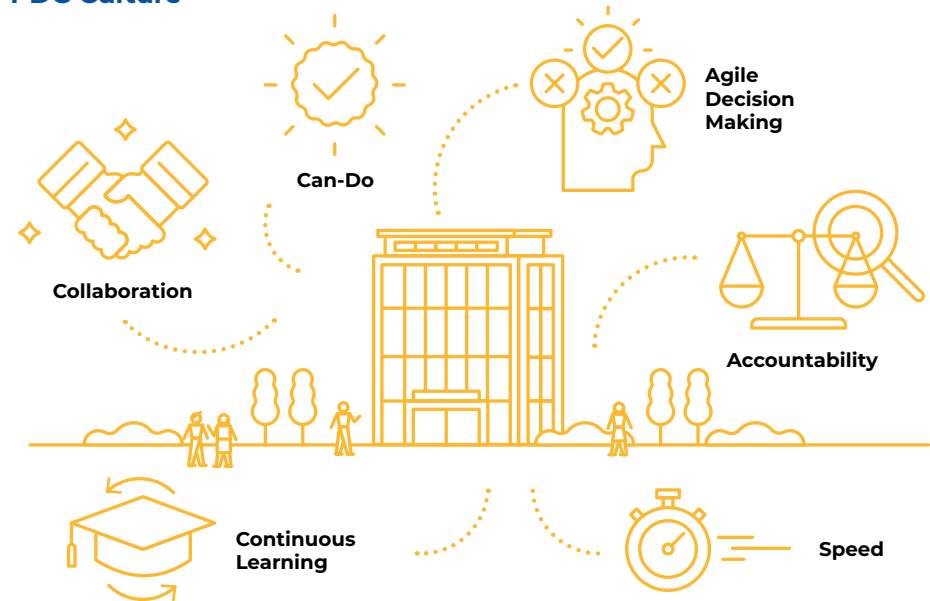 Culture
Can-Do
Agile
Decision
Making
Collaboration
Accountability
Continuous
Learning
Speed